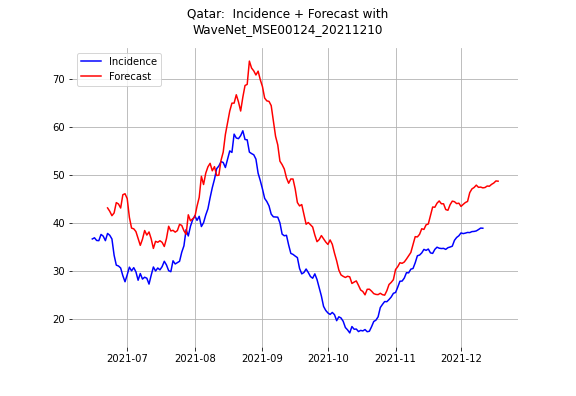 Qatar:  Incidence + Forecast with
WaveNet_MSE00124_20211210
Incidence
Forecast
70
60
50
40
30
20
2021-07 2021-08 2021-09 2021-10 2021-11 2021-12